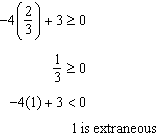 −4(2/3) + 3 ≥ 0
1/3 ≥ 0
−4(1) + 3 < 0
1 is extraneous